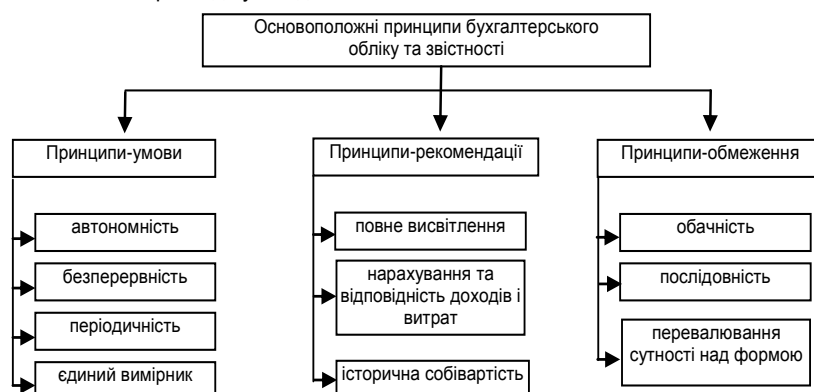 Основоположні принципи бухгалтерського
обліку та звістності
Принципи-умови
автономність
безперервність
періодичність
єдиний вимірник
Принципи-рекомендації
повне висвітлення
нарахування та
відповідність доходів і
витрат
історична собівартість
Принципи-обмеження
обачність
послідовність
перевалювання
сутності над формою